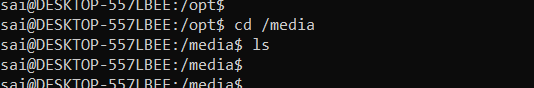 sai@DESKTOP-557LBEE:/opt$
sai@DESKTOP-557LBEE:/opt$ cd /media
sai@DESKTOP-557LBEE:/media$ ls
sai@DESKTOP-557LBEE:/media$
sai@DESKTOP-557LBEE:/media$